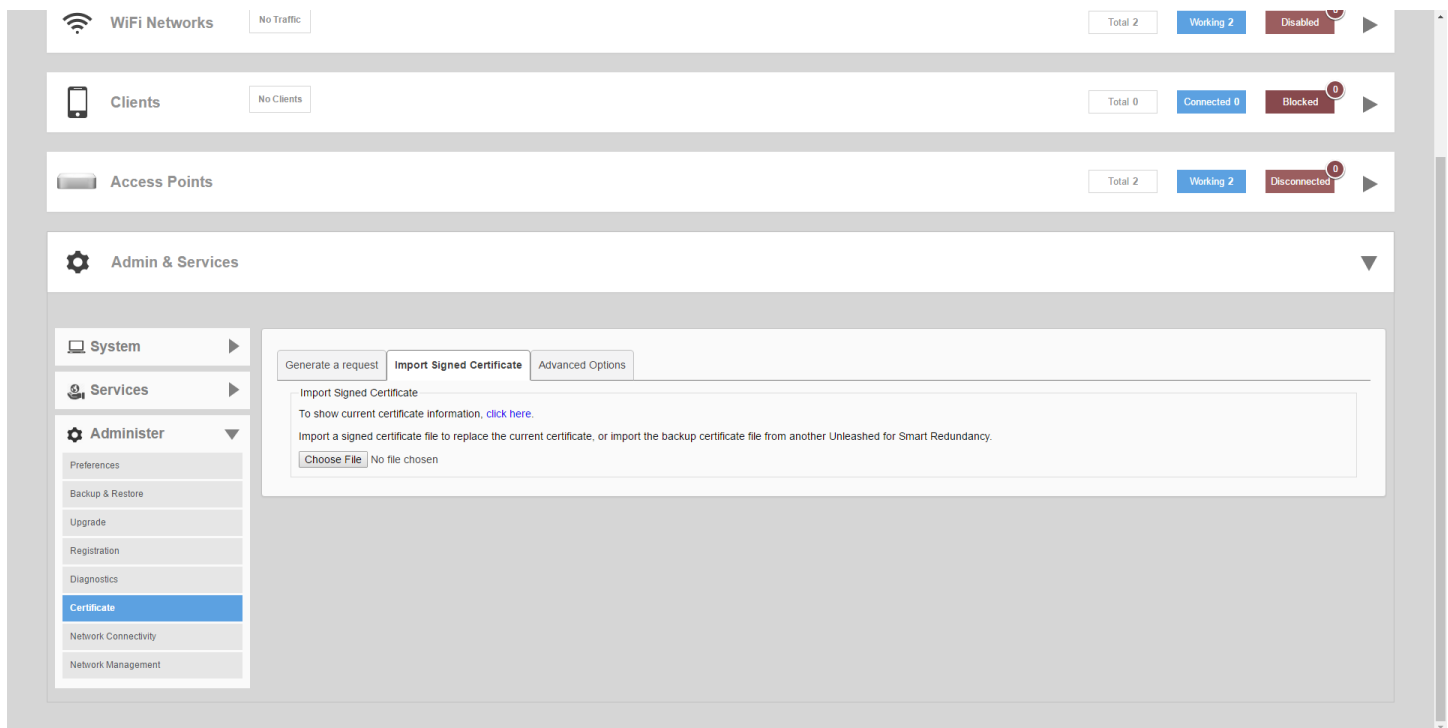 WiFi Networks No Traffic Total 2 Working 2 Disabled 0
Clients No Clients Total 0 Connected 0 Blocked 0
Access Points Total 2 Working 2 Disconnected 0
Admin & Services
System
Services
Administer
Preferences
Backup & Restore
Upgrade
Registration
Diagnostics
Certificate
Network Connectivity
Network Management
Generate a request Import Signed Certificate Advanced Options
Import Signed Certificate
To show current certificate information, click here.
Import a signed certificate file to replace the current certificate, or import the backup certificate file from another Unleashed for Smart Redundancy.
Choose File No file chosen